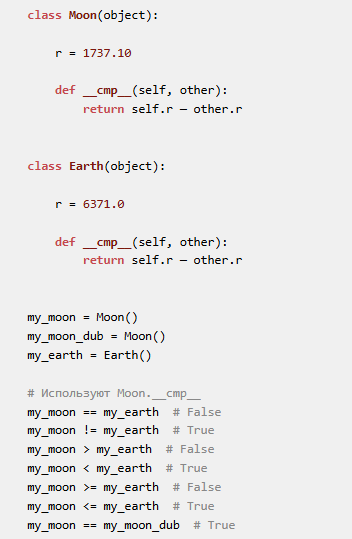 class Moon(object):
r = 1737.10
def __cmp__(self, other):
return self.r – other.r
class Earth(object):
r = 6371.0
def __cmp__(self, other):
return self.r – other.r
my_moon = Moon()
my_moon_dub = Moon()
my_earth = Earth()
# Используют Moon.__cmp__
my_moon == my_earth  # False
my_moon != my_earth  # True
my_moon > my_earth  # False
my_moon < my_earth  # True
my_moon >= my_earth  # False
my_moon <= my_earth  # True
my_moon == my_moon_dub  # True